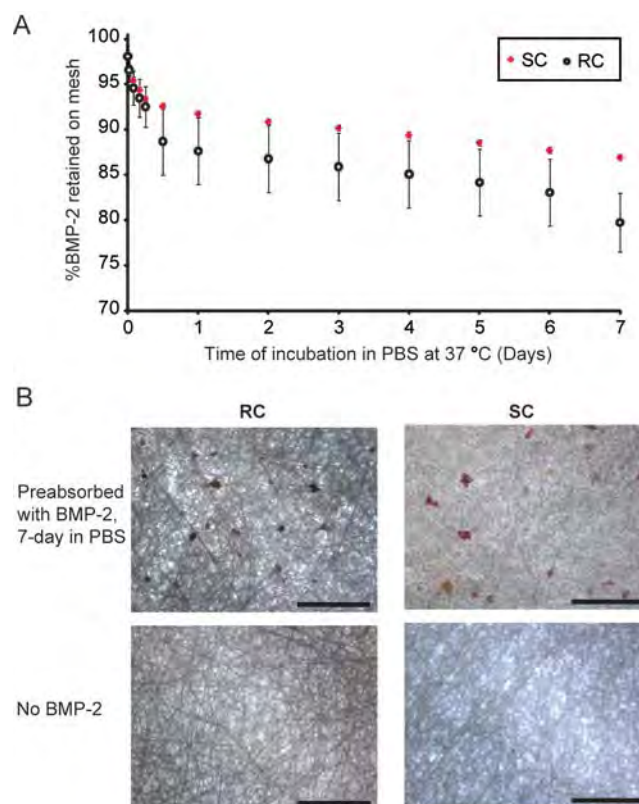 A
100
95
90
85
80
75
70
%BMP-2 retained on mesh
SC RC
0 1 2 3 4 5 6 7
Time of incubation in PBS at 37 °C (Days)
B
RC SC
Preabsorbed
with BMP-2,
7-day in PBS
No BMP-2